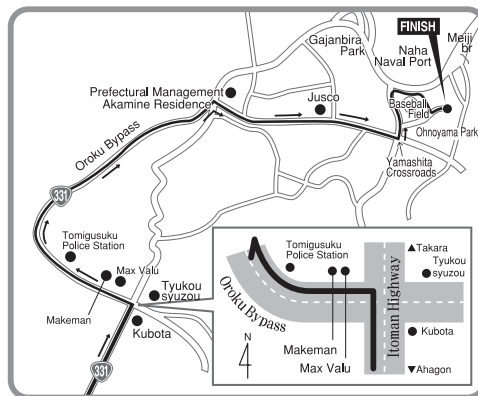 FINISH
Gajanbira
Park
Meiji
br
Naha
Naval Port
Prefectural Management
Akamine Residence
Jusco
Baseball
Field
Ohnoyama Park
Oroku Bypass
Yamashita
Crossroads
331
Tomigusuku
Police Station
Max Valu
Tyukou
syuzou
Makeman
Kubota
331
Tomigusuku
Police Station
▲Takara
Tyukou
syuzou
Oroku Bypass
Itoman Highway
Makeman
Max Valu
Kubota
▼Ahagon
N